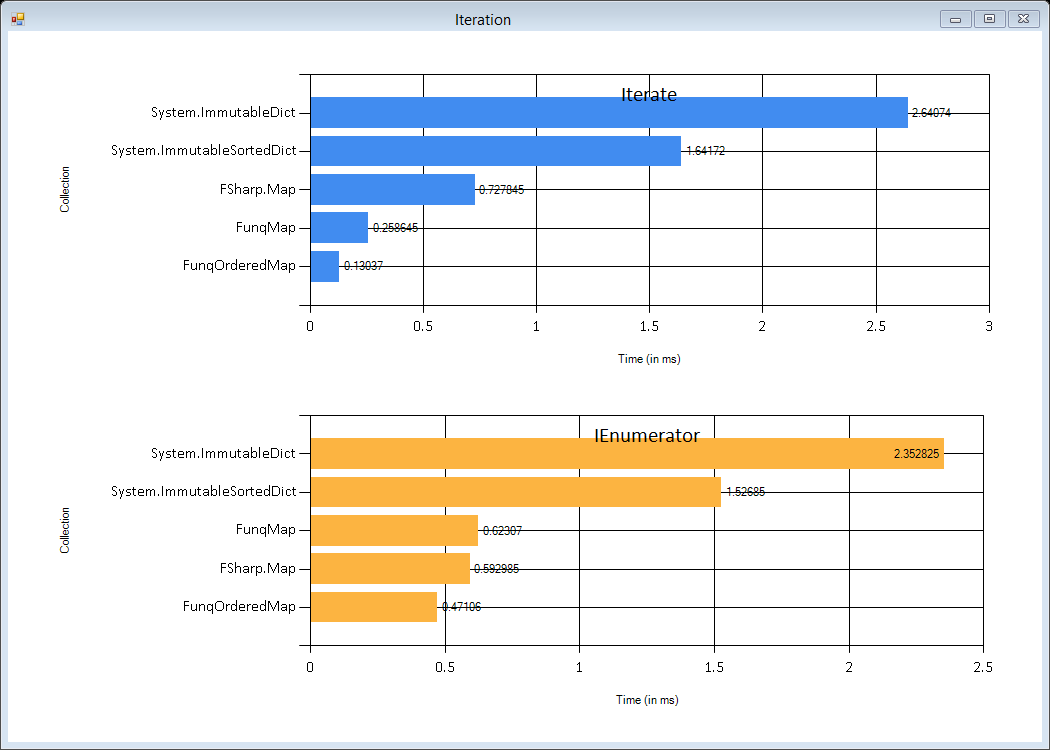 Iteration
Iterate
System.ImmutableDict 2.64074
System.ImmutableSortedDict 1.64172
FSharp.Map 0.727845
FunqMap 0.258645
FunqOrderedMap 0.13037
Collection
0 0.5 1 1.5 2 2.5 3
Time (in ms)
IEnumerator
System.ImmutableDict 2.352825
System.ImmutableSortedDict 1.52685
FunqMap 0.62307
FSharp.Map 0.592985
FunqOrderedMap 0.47106
Collection
0 0.5 1 1.5 2 2.5
Time (in ms)